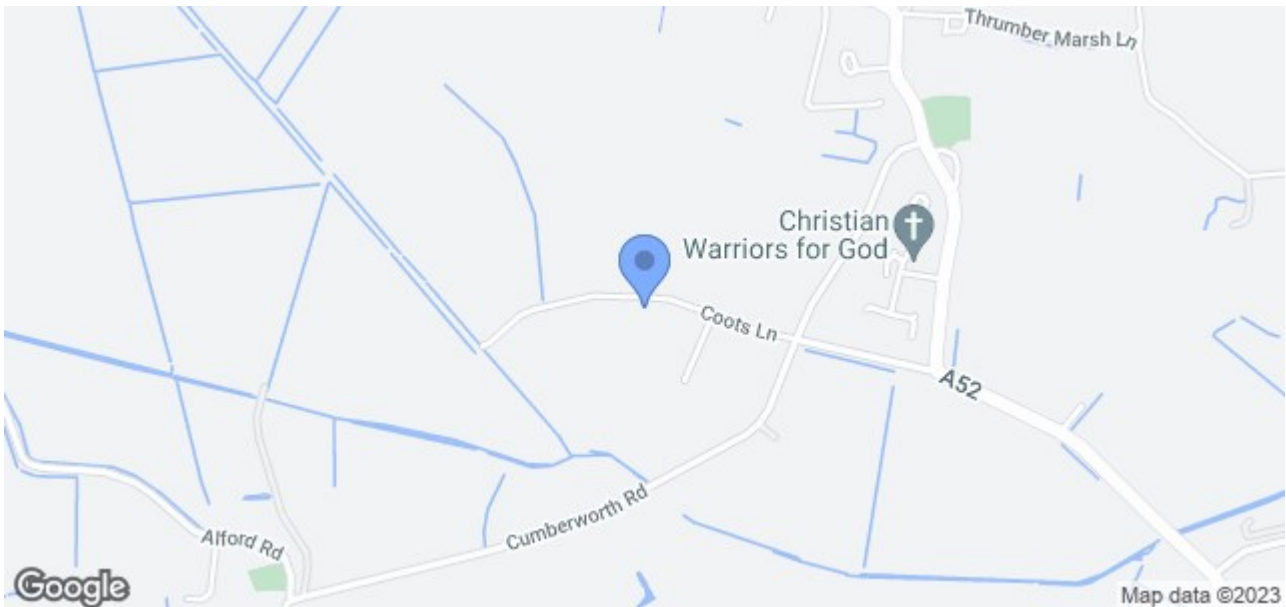 Thrumber Marsh Ln
Christian
Warriors for God
Coots Ln
A52
Cumberworth Rd
Alford Rd
Google
Map data ©2023